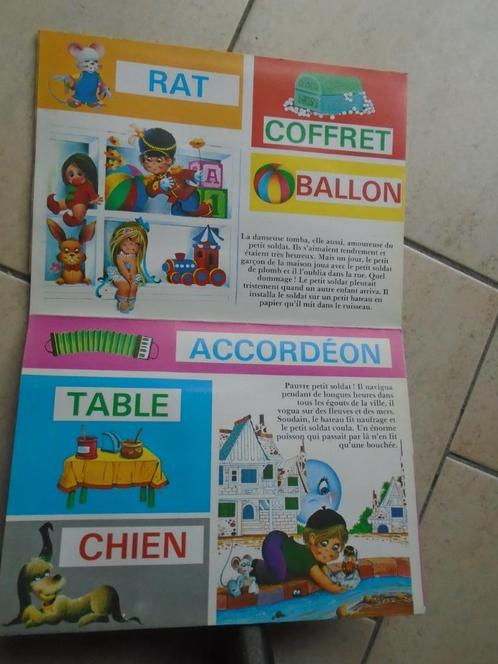 RAT
COFFRET
BALLON
A
1
La danseuse tomba, elle aussi, amoureuse du
petit soldat. Ils s'aimaient tendrement et
étaient très heureux. Mais un jour, le petit
garçon de la maison joua avec le petit soldat
de plomb et il l'oublia dans la rue. Quel
dommage ! Le petit soldat pleurait
tristement quand un autre enfant arriva. Il
installa le soldat sur un petit bateau en
papier qu'il mit dans le ruisseau.
ACCORDÉON
TABLE
Pauvre petit soldat ! Il navigua
pendant de longues heures dans
tous les égouts de la ville, il
vogua sur des fleuves et des mers.
Soudain, le bateau fit naufrage et
le petit soldat coula. Un énorme
poisson qui passait par là n'en fit
qu'une bouchée.
CHIEN